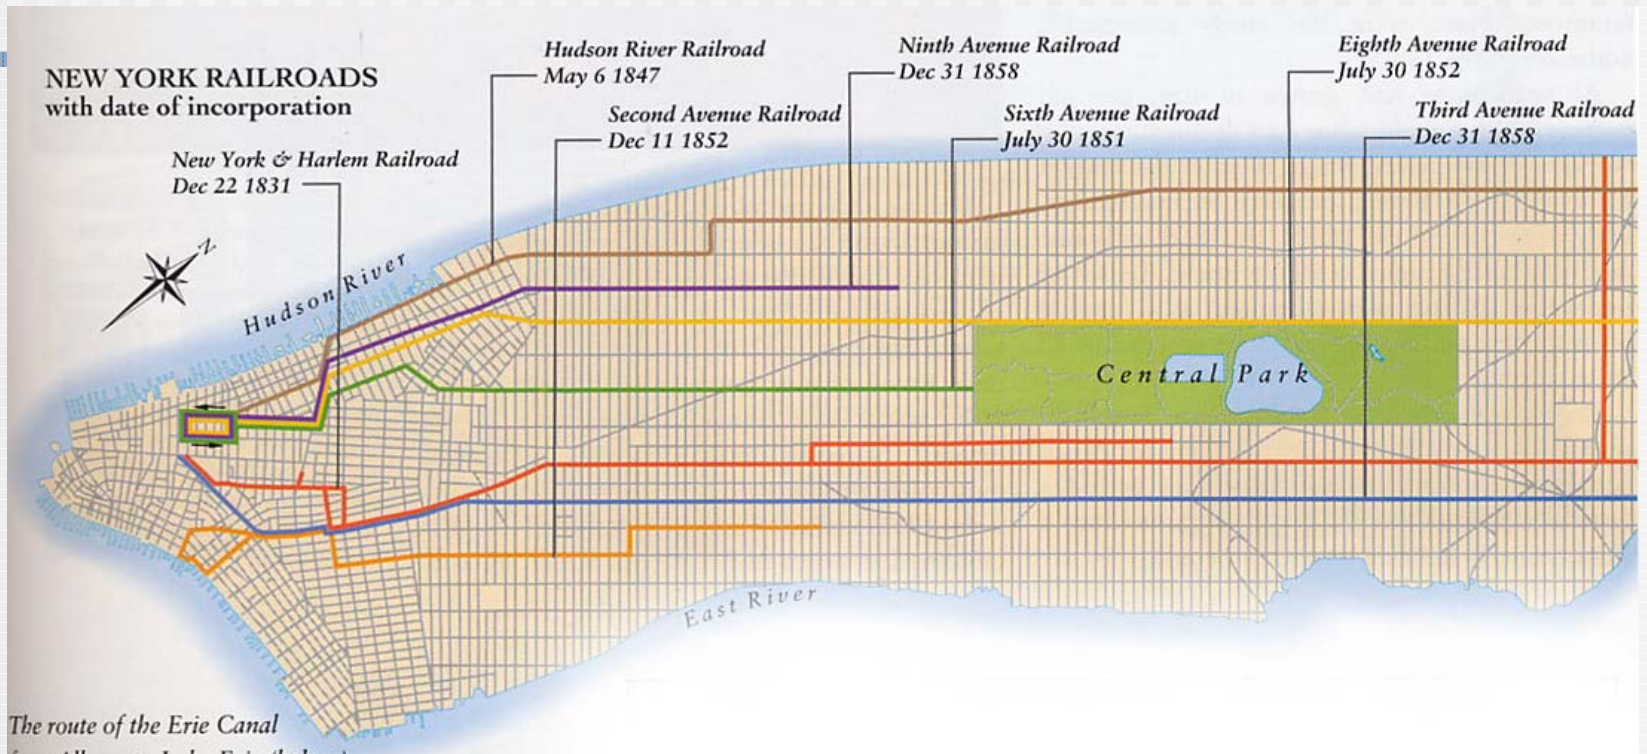 NEW YORK RAILROADS
with date of incorporation
New York & Harlem Railroad
Dec 22 1831
Hudson River Railroad
May 6 1847
Second Avenue Railroad
Dec 11 1852
Ninth Avenue Railroad
Dec 31 1858
Sixth Avenue Railroad
July 30 1851
Eighth Avenue Railroad
July 30 1852
Third Avenue Railroad
Dec 31 1858
N
Hudson River
Central Park
East River
The route of the Erie Canal